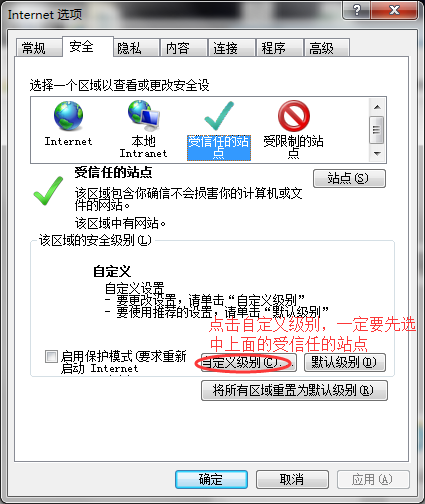 Internet 选项
常规 安全 隐私 内容 连接 程序 高级
选择一个区域以查看或更改安全设
Internet
本地
Intranet
受信任的站
点
受限制的站
点
受信任的站点
站点(S)
该区域包含你确信不会损害你的计算机或文
件的网站。
该区域中有网站。
该区域的安全级别(L)
自定义
自定义设置
- 要更改设置，请单击“自定义级别”
- 要使用推荐的设置，请单击“默认级别”
点击自定义级别，一定要先选
中上面的受信任的站点
启用保护模式(要求重新
启动 Internet
自定义级别(C)...
默认级别(D)
将所有区域重置为默认级别(R)
确定 取消 应用(A)